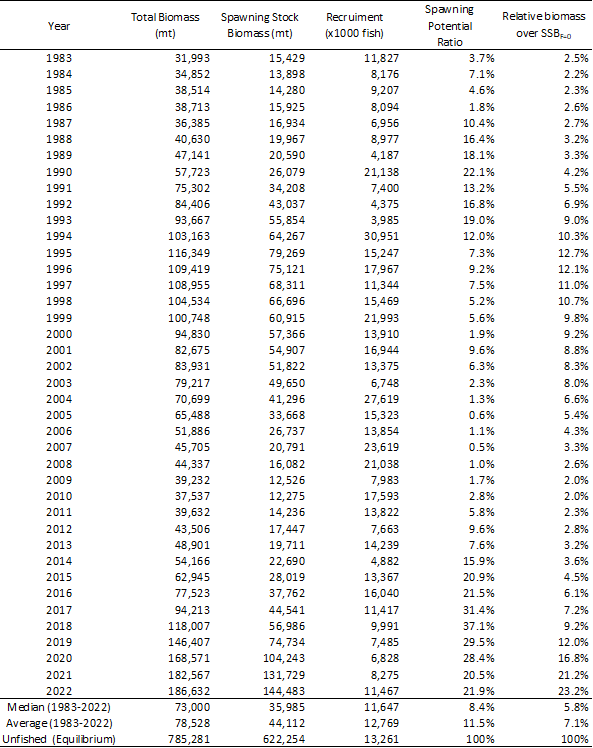 Year Total Biomass (mt) Spawning Stock Biomass (mt) Recruitment (x1000 fish) Spawning Potential Ratio Relative biomass over SSBF=0
1983 31,993 15,429 11,827 3.7% 2.5%
1984 34,852 13,898 8,176 7.1% 2.2%
1985 38,514 14,280 9,207 4.6% 2.3%
1986 38,713 15,925 8,094 1.8% 2.6%
1987 36,385 16,934 6,956 10.4% 2.7%
1988 40,630 19,967 8,977 16.4% 3.2%
1989 47,141 20,590 4,187 18.1% 3.3%
1990 57,723 26,079 21,138 22.1% 4.2%
1991 75,302 34,208 7,400 13.2% 5.5%
1992 84,406 43,037 4,375 16.8% 6.9%
1993 93,667 55,854 3,985 19.0% 9.0%
1994 103,163 64,267 30,951 12.0% 10.3%
1995 116,349 79,269 15,247 7.3% 12.7%
1996 109,419 75,121 17,967 9.2% 12.1%
1997 108,955 68,311 11,344 7.5% 11.0%
1998 104,534 66,696 15,469 5.2% 10.7%
1999 100,748 60,915 21,993 5.6% 9.8%
2000 94,830 57,366 13,910 1.9% 9.2%
2001 82,675 54,907 16,944 9.6% 8.8%
2002 83,931 51,822 13,375 6.3% 8.3%
2003 79,217 49,650 6,748 2.3% 8.0%
2004 70,699 41,296 27,619 1.3% 6.6%
2005 65,488 33,668 15,323 0.6% 5.4%
2006 51,886 26,737 13,854 1.1% 4.3%
2007 45,705 20,791 23,619 0.5% 3.3%
2008 44,337 16,082 21,038 1.0% 2.6%
2009 39,232 12,526 7,983 1.7% 2.0%
2010 37,537 12,275 17,593 2.8% 2.0%
2011 39,632 14,236 13,822 5.8% 2.3%
2012 43,506 17,447 7,663 9.6% 2.8%
2013 48,901 19,711 14,239 7.6% 3.2%
2014 54,166 22,690 4,882 15.9% 3.6%
2015 62,945 28,019 13,367 20.9% 4.5%
2016 77,523 37,762 16,040 21.5% 6.1%
2017 94,213 44,541 11,417 31.4% 7.2%
2018 118,007 56,986 9,991 37.1% 9.2%
2019 146,407 74,734 7,485 29.5% 12.0%
2020 168,571 104,243 6,828 28.4% 16.8%
2021 182,567 131,729 8,275 20.5% 21.2%
2022 186,632 144,483 11,467 21.9% 23.2%
Median (1983-2022) 73,000 35,985 11,647 8.4% 5.8%
Average (1983-2022) 78,528 44,112 12,769 11.5% 7.1%
Unfished (Equilibrium) 785,281 622,254 13,261 100% 100%